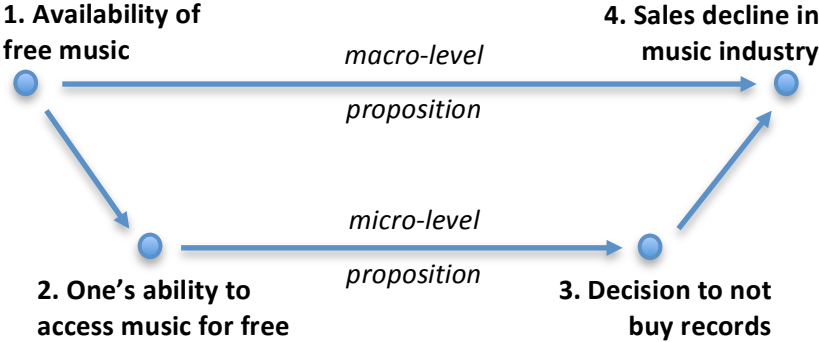 1. Availability of
free music
4. Sales decline in
music industry
macro-level
proposition
micro-level
proposition
2. One's ability to
access music for free
3. Decision to not
buy records